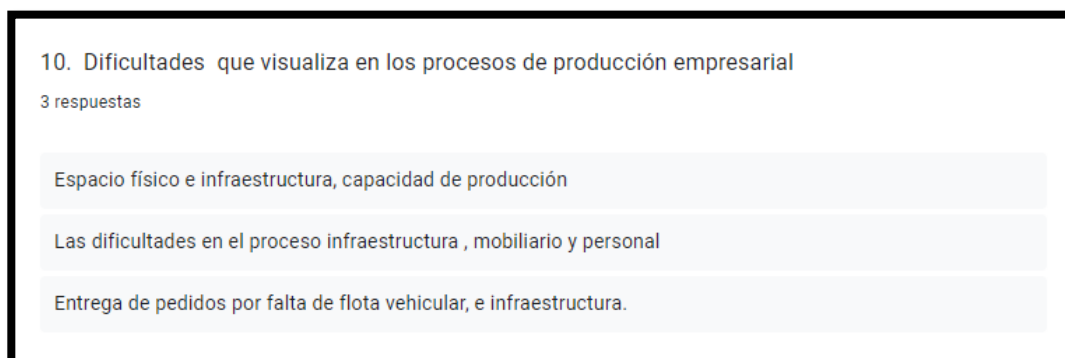 10. Dificultades que visualiza en los procesos de producción empresarial
3 respuestas
Espacio físico e infraestructura, capacidad de producción
Las dificultades en el proceso infraestructura , mobiliario y personal
Entrega de pedidos por falta de flota vehicular, e infraestructura.